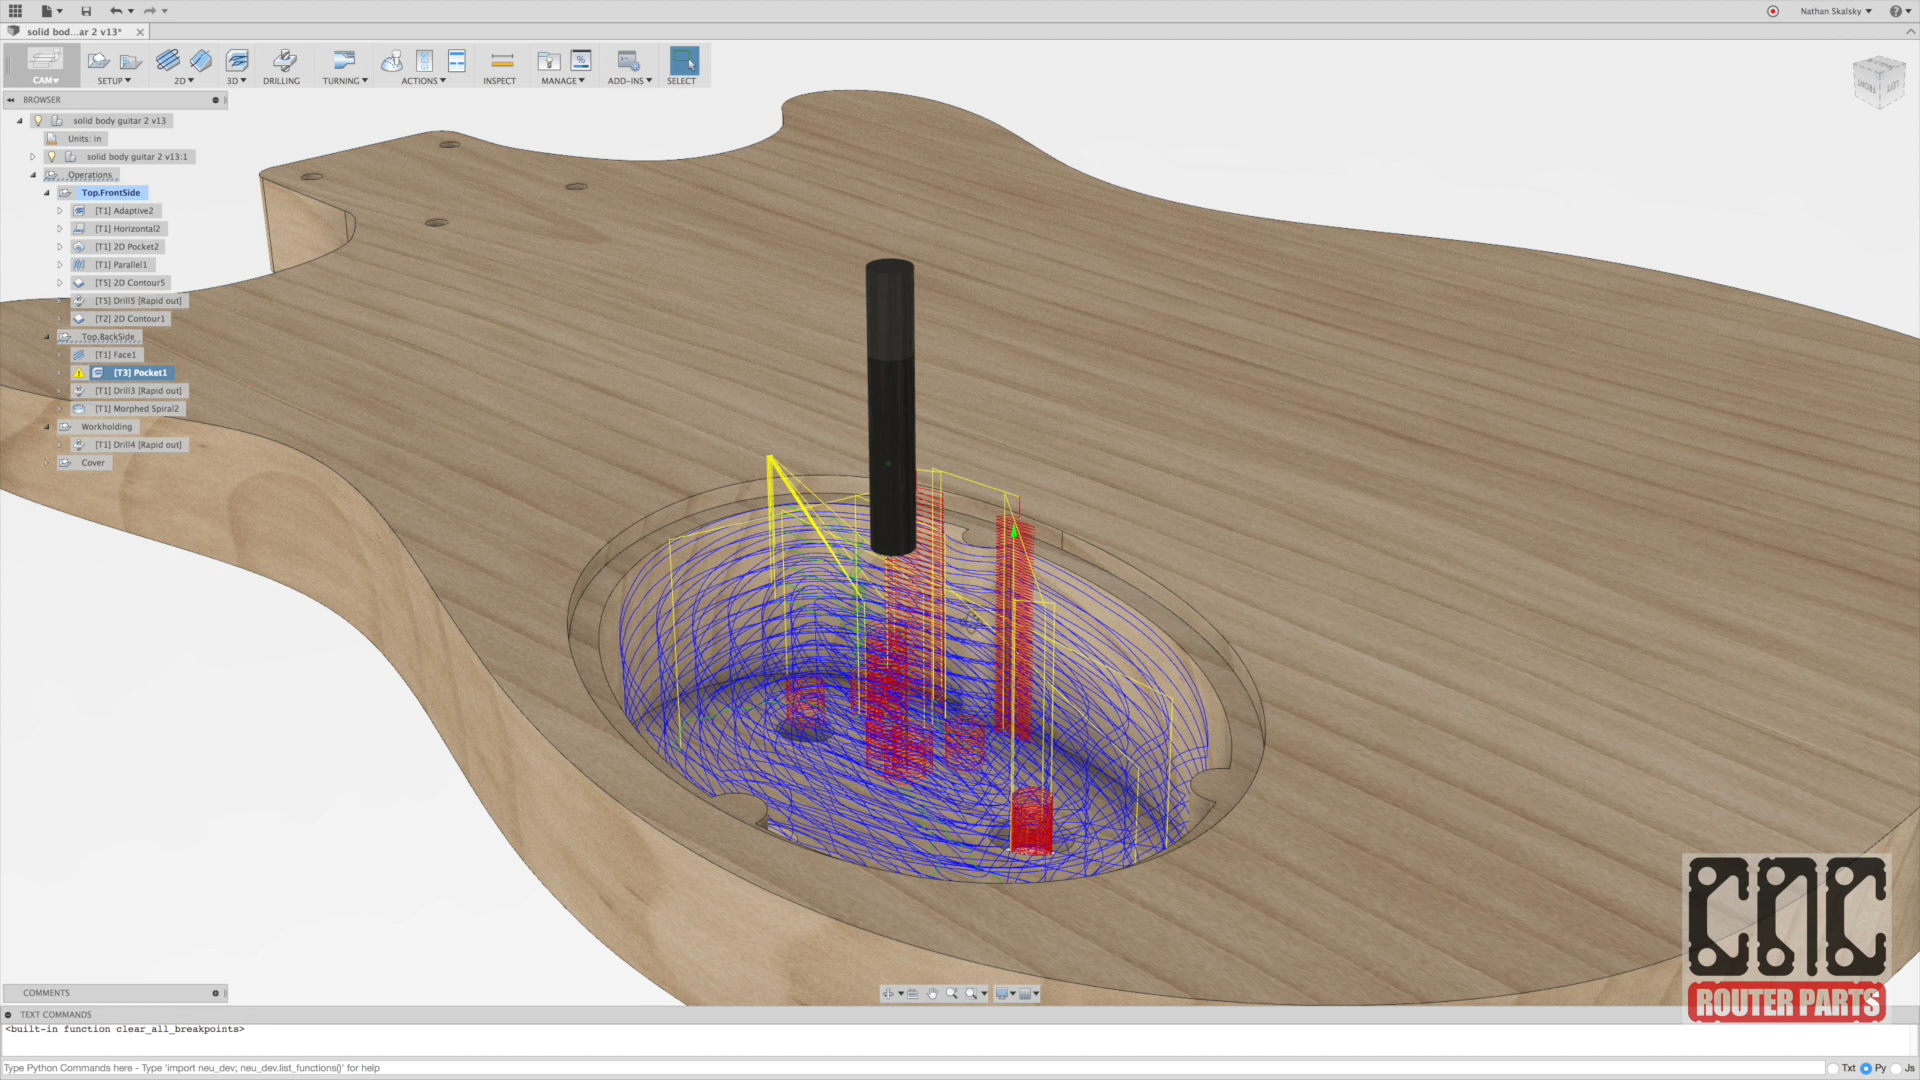 Nathan Skalsky
solid bod...ar 2 v13*
CAM
SETUP
2D
3D
DRILLING
TURNING
ACTIONS
INSPECT
MANAGE
ADD-INS
SELECT
FRONT
LEFT
BROWSER
solid body guitar 2 v13
Units: in
solid body guitar 2 v13:1
Operations
Top.FrontSide
[T1] Adaptive2
[T1] Horizontal2
[T1] 2D Pocket2
[T1] Parallel1
[T5] 2D Contour5
[T5] Drill5 [Rapid out]
[T2] 2D Contour1
Top.BackSide
[T1] Face1
[T3] Pocket1
[T1] Drill3 [Rapid out]
[T1] Morphed Spiral2
Workholding
[T1] Drill4 [Rapid out]
Cover
CNC
ROUTER PARTS
COMMENTS
TEXT COMMANDS
<built-in function clear_all_breakpoints>
Type Python Commands here - Type 'import neu_dev; neu_dev.list_functions()' for help
Txt Py Js